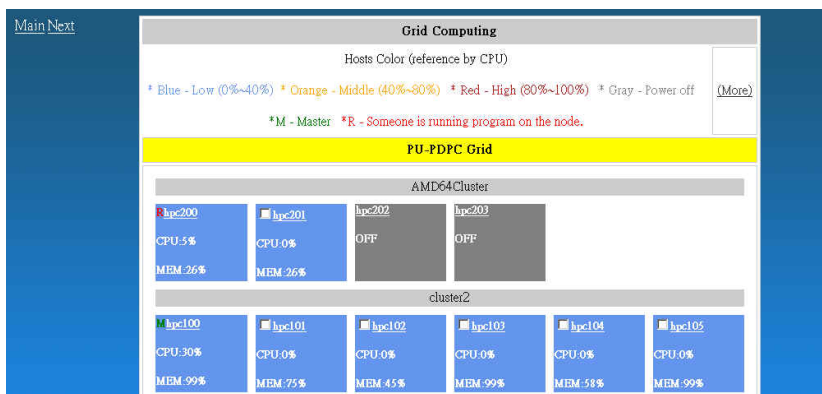 Main Next
Grid Computing
Hosts Color (reference by CPU)
* Blue - Low (0%~40%) * Orange - Middle (40%~80%) * Red - High (80%~100%) * Gray - Power off
(More)
*M - Master *R - Someone is running program on the node.
PU-PDPC Grid
AMD64Cluster
Rhpc200 hpc201 hpc202 hpc203
CPU:5% CPU:0% OFF OFF
MEM:26% MEM:26%
cluster2
Mhpc100 hpc101 hpc102 hpc103 hpc104 hpc105
CPU:30% CPU:0% CPU:0% CPU:0% CPU:0% CPU:0%
MEM:99% MEM:75% MEM:45% MEM:99% MEM:58% MEM:99%